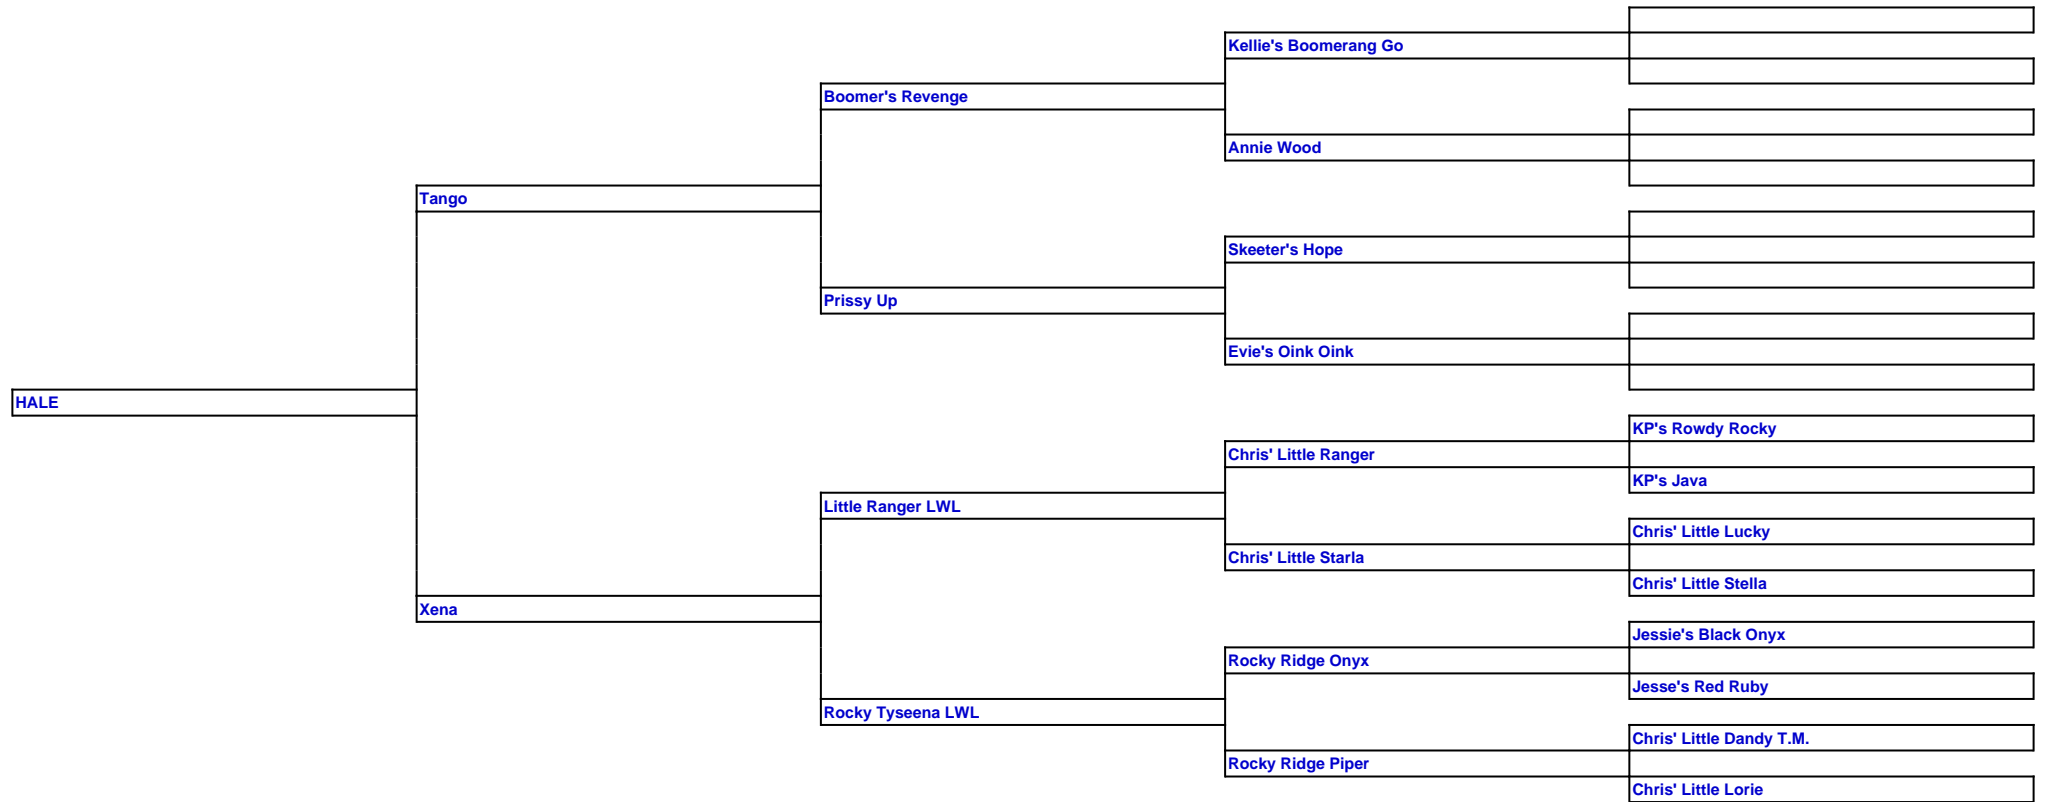 Kellie's Boomerang Go
Boomer's Revenge
Annie Wood
Tango
Skeeter's Hope
Prissy Up
Evie's Oink Oink
HALE
KP's Rowdy Rocky
Chris' Little Ranger
KP's Java
Little Ranger LWL
Chris' Little Lucky
Chris' Little Starla
Chris' Little Stella
Xena
Jessie's Black Onyx
Rocky Ridge Onyx
Jesse's Red Ruby
Rocky Tyseena LWL
Chris' Little Dandy T.M.
Rocky Ridge Piper
Chris' Little Lorie